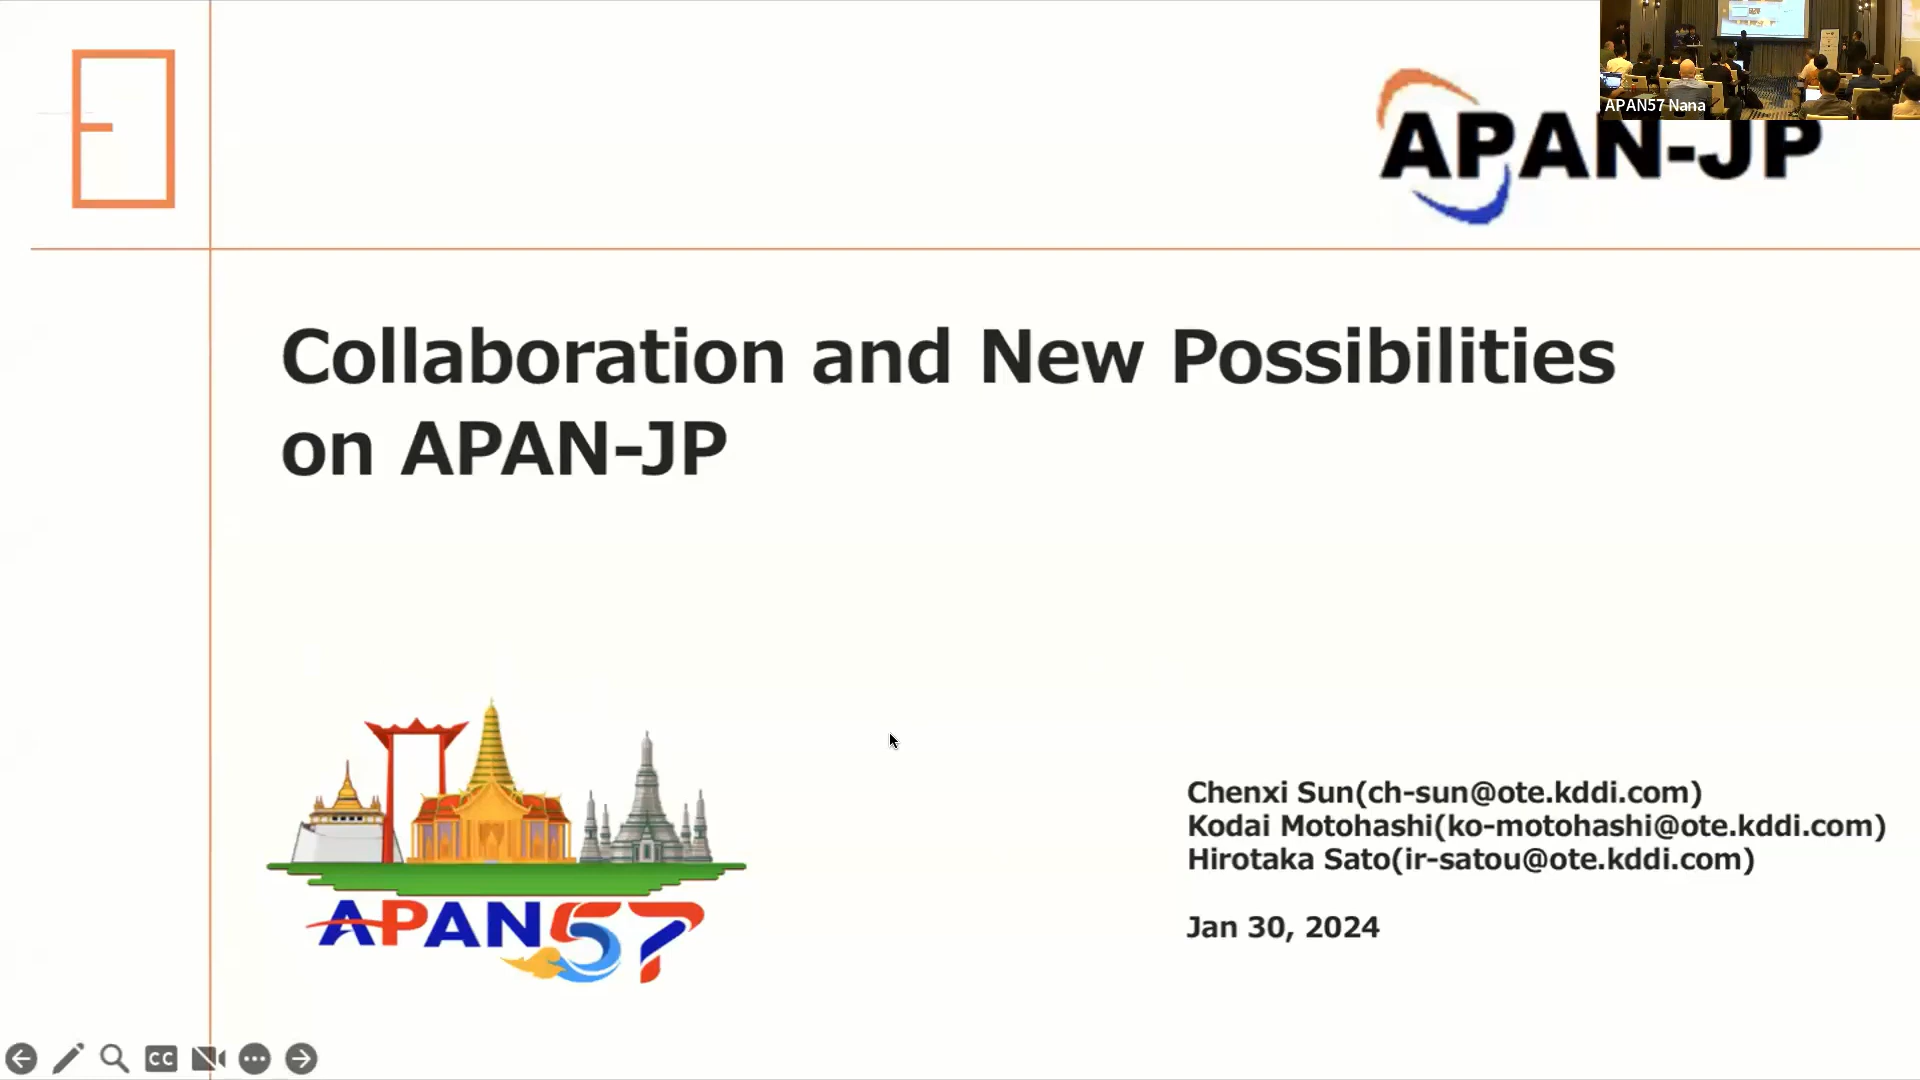 APAN57 Nana
APAN-JP
Collaboration and New Possibilities
on APAN-JP
Chenxi Sun(ch-sun@ote.kddi.com)
Kodai Motohashi(ko-motohashi@ote.kddi.com)
Hirotaka Sato(ir-satou@ote.kddi.com)
Jan 30, 2024
APAN57
CC